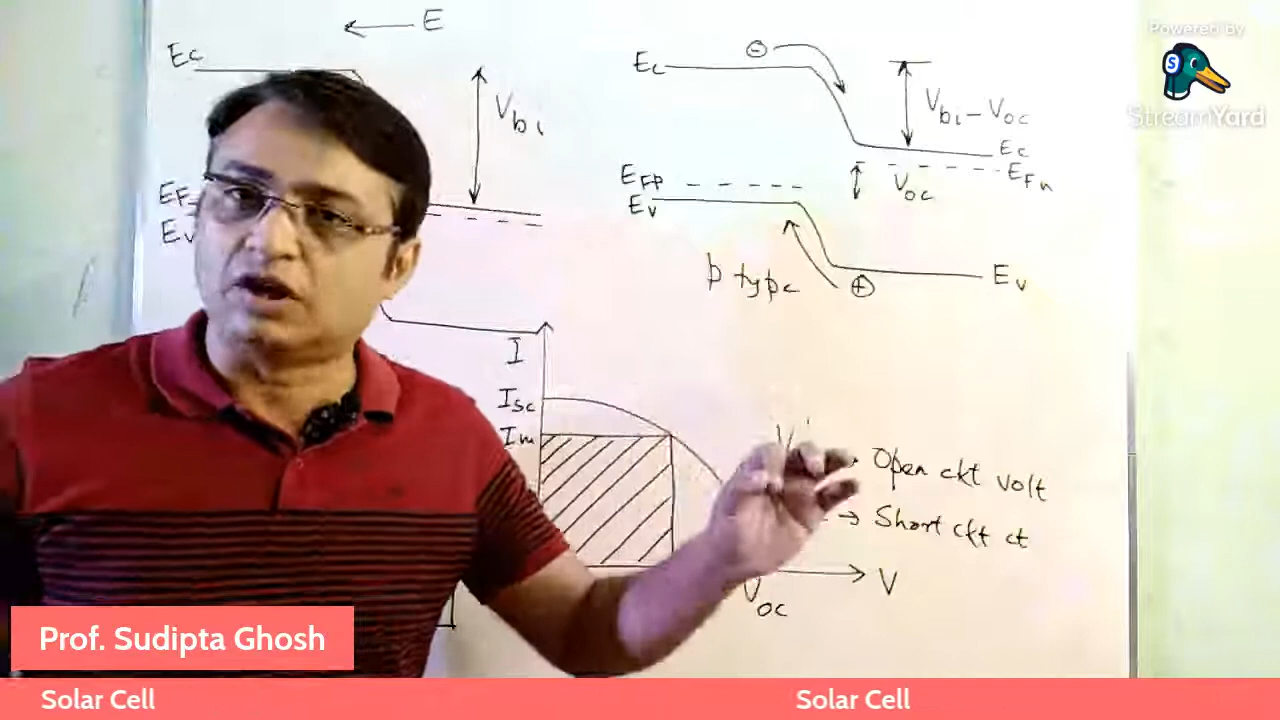 ← E
Powered by
StreamYard
Ec
Vbi
EF
Ev
Ec
⊖
Vbi - Voc
Ec
EFn
Voc
EFp
Ev
p type
⊕
Ev
I
Isc
Im
→ Open ckt volt
→ Short ckt ct
V
Voc
Prof. Sudipta Ghosh
Solar Cell
Solar Cell